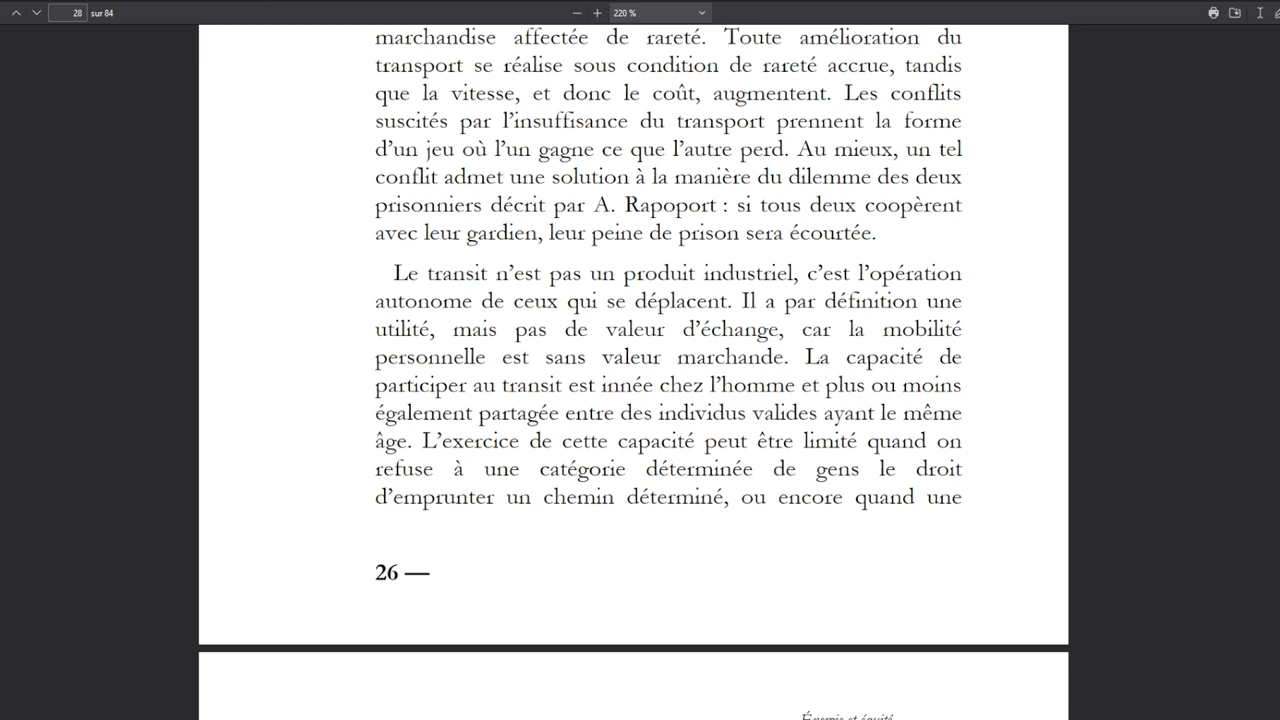 28 sur 84
220 %
marchandise affectée de rareté. Toute amélioration du
transport se réalise sous condition de rareté accrue, tandis
que la vitesse, et donc le coût, augmentent. Les conflits
suscités par l’insuffisance du transport prennent la forme
d’un jeu où l’un gagne ce que l’autre perd. Au mieux, un tel
conflit admet une solution à la manière du dilemme des deux
prisonniers décrit par A. Rapoport : si tous deux coopèrent
avec leur gardien, leur peine de prison sera écourtée.
Le transit n’est pas un produit industriel, c’est l’opération
autonome de ceux qui se déplacent. Il a par définition une
utilité, mais pas de valeur d’échange, car la mobilité
personnelle est sans valeur marchande. La capacité de
participer au transit est innée chez l’homme et plus ou moins
également partagée entre des individus valides ayant le même
âge. L’exercice de cette capacité peut être limité quand on
refuse à une catégorie déterminée de gens le droit
d’emprunter un chemin déterminé, ou encore quand une
26 —
Énergie et équité